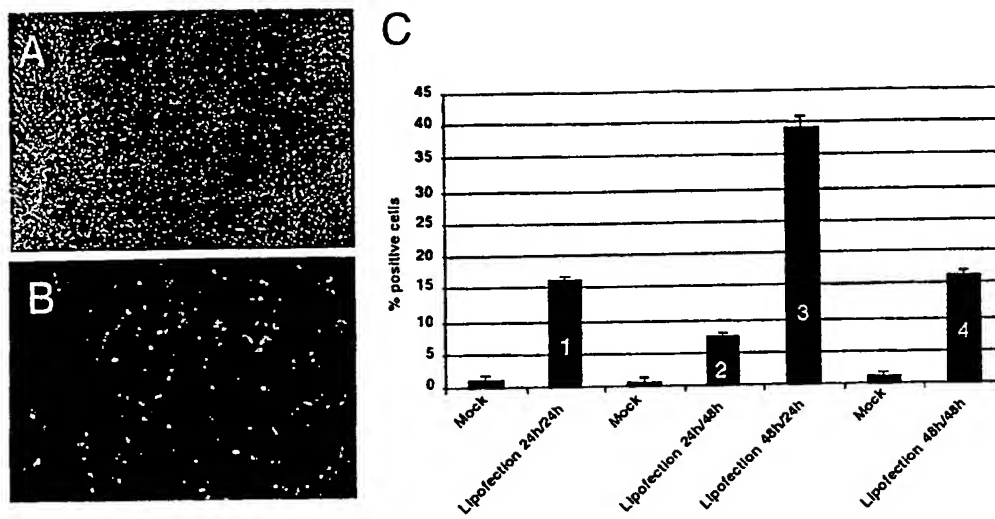 A
B
C
% positive cells
45
40
35
30
25
20
15
10
5
0
1
2
3
4
Mock
Lipofection 24h/24h
Mock
Lipofection 24h/48h
Lipofection 48h/24h
Mock
Lipofection 48h/48h